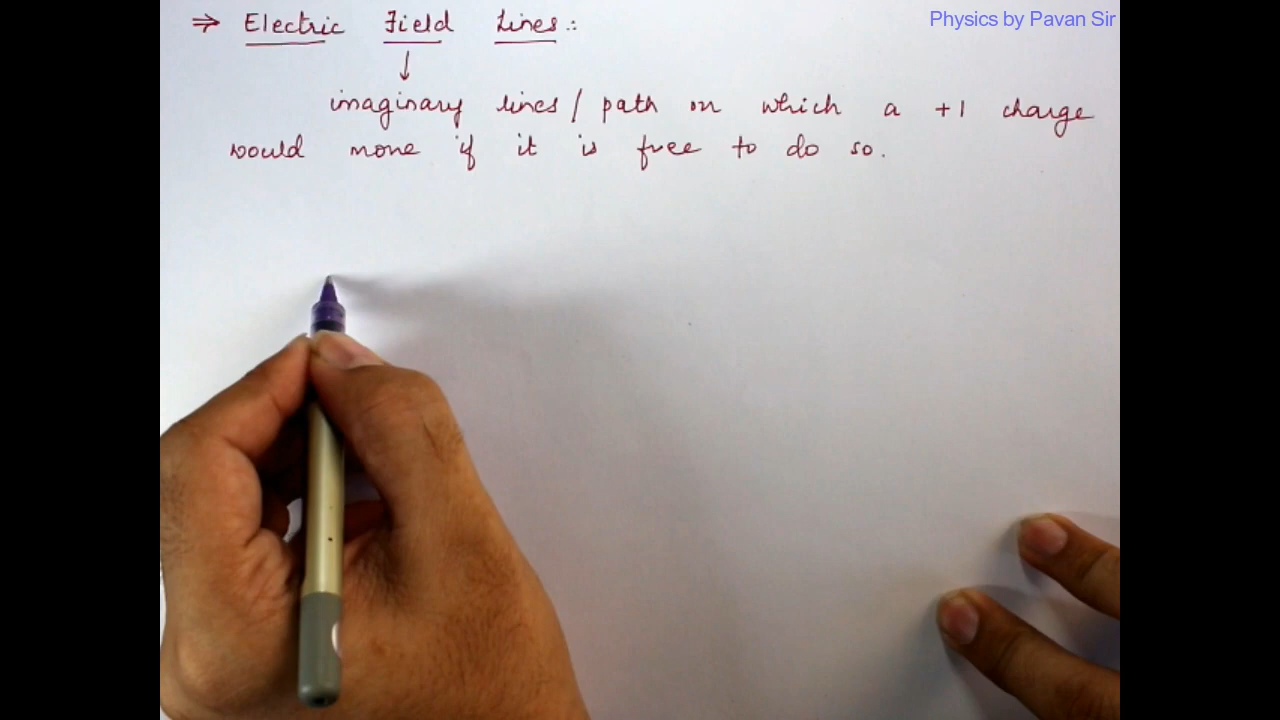 Physics by Pavan Sir
⇒ Electric Field Lines :.
↓
imaginary lines / path on which a +1 charge
would move if it is free to do so.